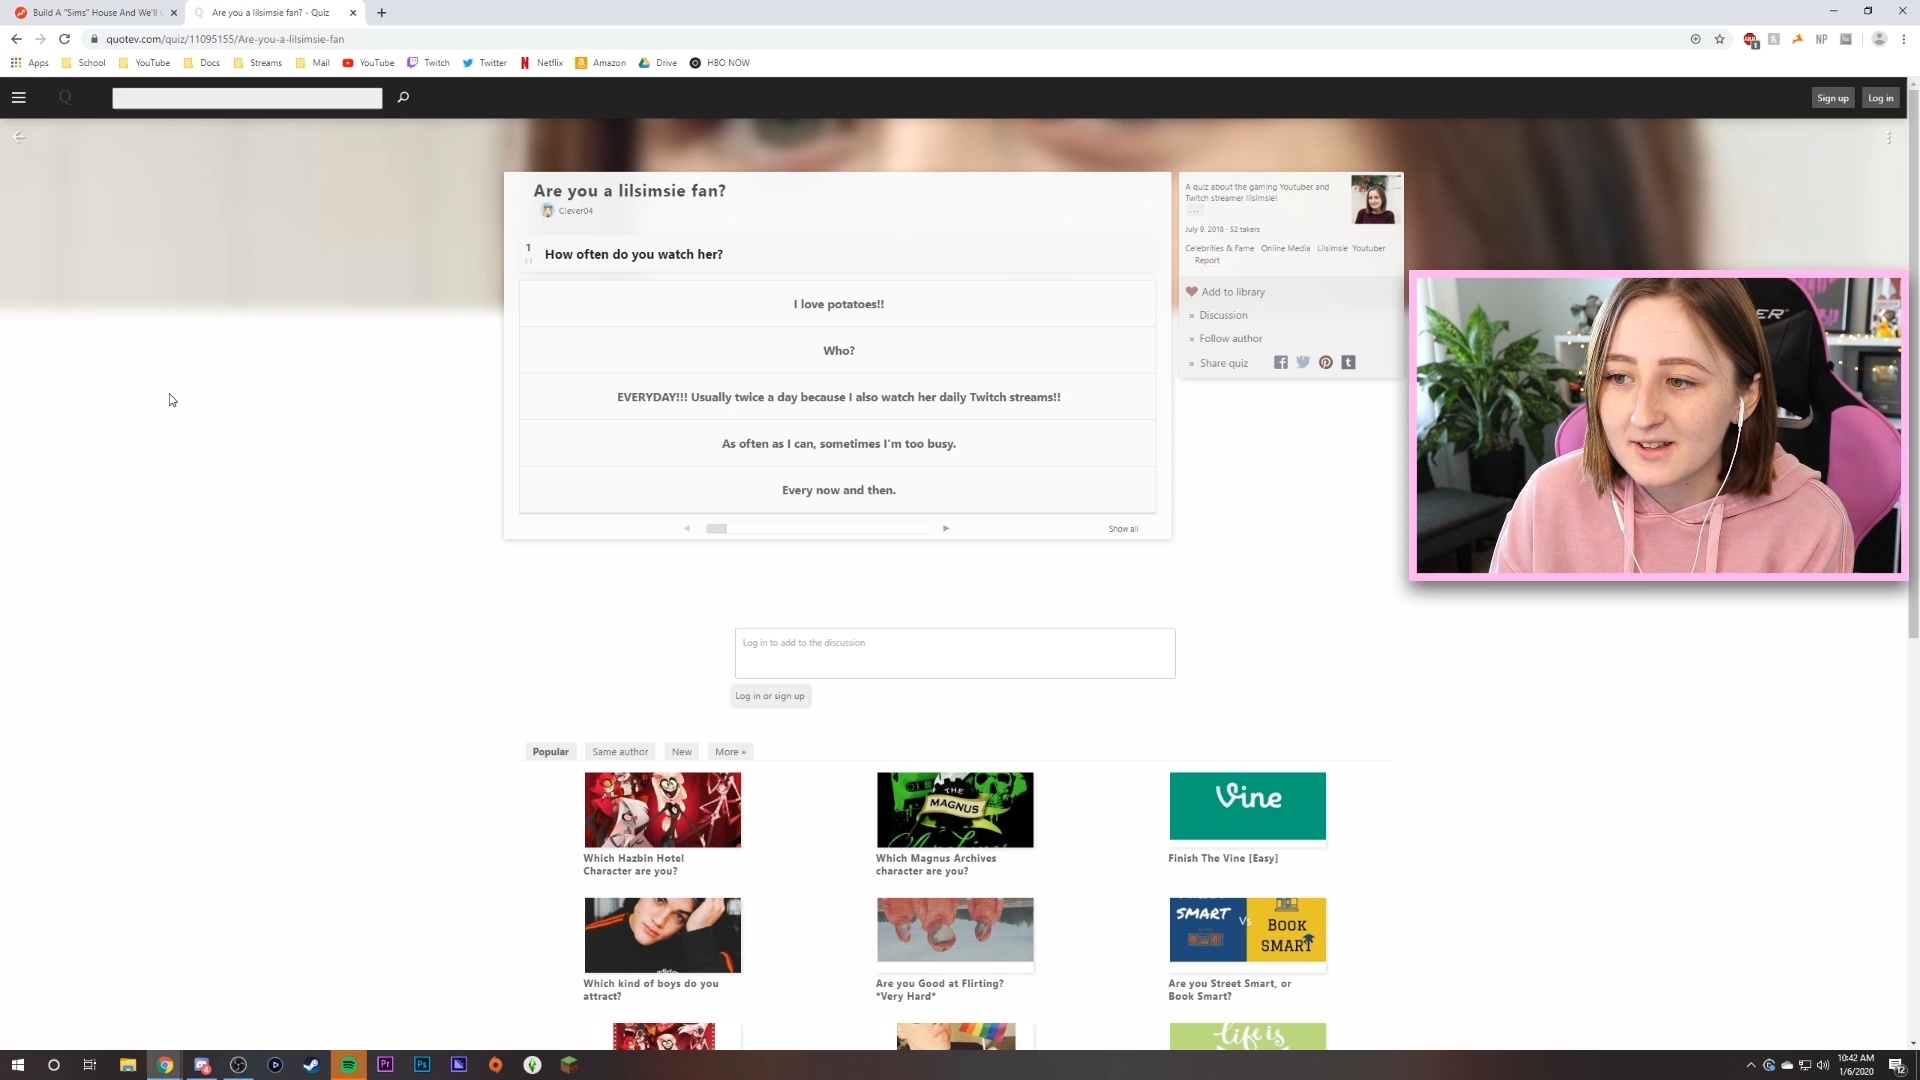 Build A "Sims" House And We'll G
Are you a lilsimsie fan? - Quiz
quotev.com/quiz/11095155/Are-you-a-lilsimsie-fan
Apps School YouTube Docs Streams Mail YouTube Twitch Twitter Netflix Amazon Drive HBO NOW
Q
Sign up Log in
Are you a lilsimsie fan?
Clever04
1
11
How often do you watch her?
I love potatoes!!
Who?
EVERYDAY!!! Usually twice a day because I also watch her daily Twitch streams!!
As often as I can, sometimes I'm too busy.
Every now and then.
Show all
A quiz about the gaming Youtuber and
Twitch streamer lilsimsie!
...
July 9, 2018 · 52 takers
Celebrities & Fame Online Media Lilsimsie Youtuber
Report
Add to library
» Discussion
» Follow author
» Share quiz
Log in to add to the discussion
Log in or sign up
Popular Same author New More »
THE
MAGNUS
Vine
Which Hazbin Hotel
Character are you?
Which Magnus Archives
character are you?
Finish The Vine [Easy]
SMART
Vs
BOOK
SMART
Which kind of boys do you
attract?
Are you Good at Flirting?
*Very Hard*
Are you Street Smart, or
Book Smart?
life is
Pr
Ps
10:42 AM
1/6/2020
12